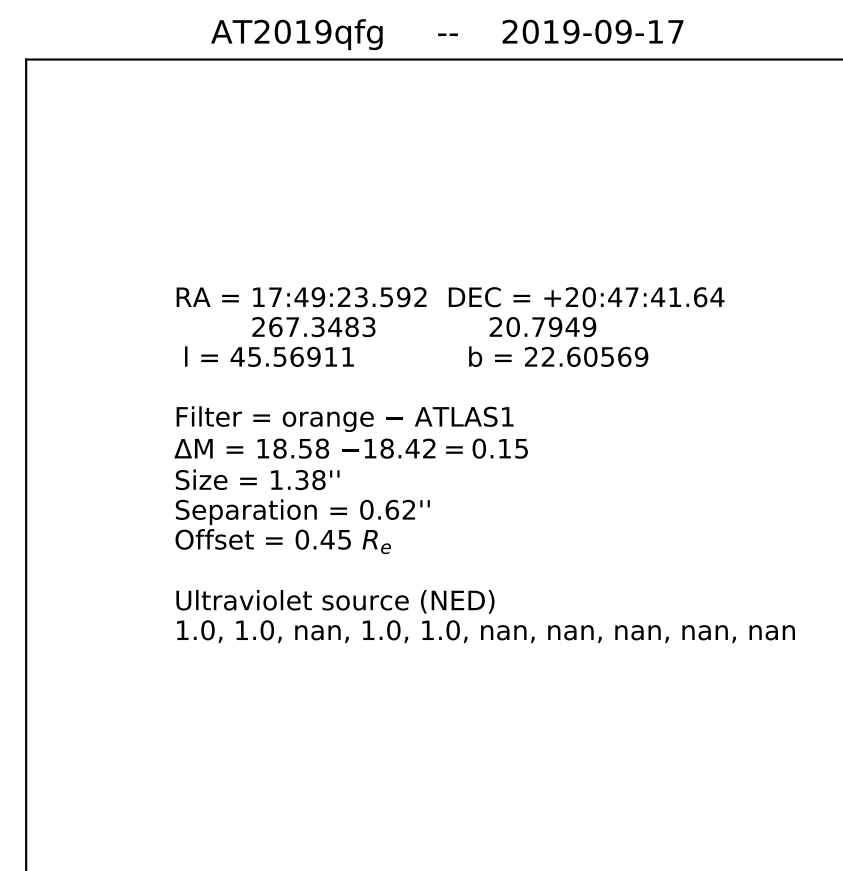 AT2019qfg -- 2019-09-17
RA = 17:49:23.592 DEC = +20:47:41.64
267.3483 20.7949
l = 45.56911 b = 22.60569
Filter = orange − ATLAS1
ΔM = 18.58 −18.42 = 0.15
Size = 1.38''
Separation = 0.62''
Offset = 0.45 Re
Ultraviolet source (NED)
1.0, 1.0, nan, 1.0, 1.0, nan, nan, nan, nan, nan